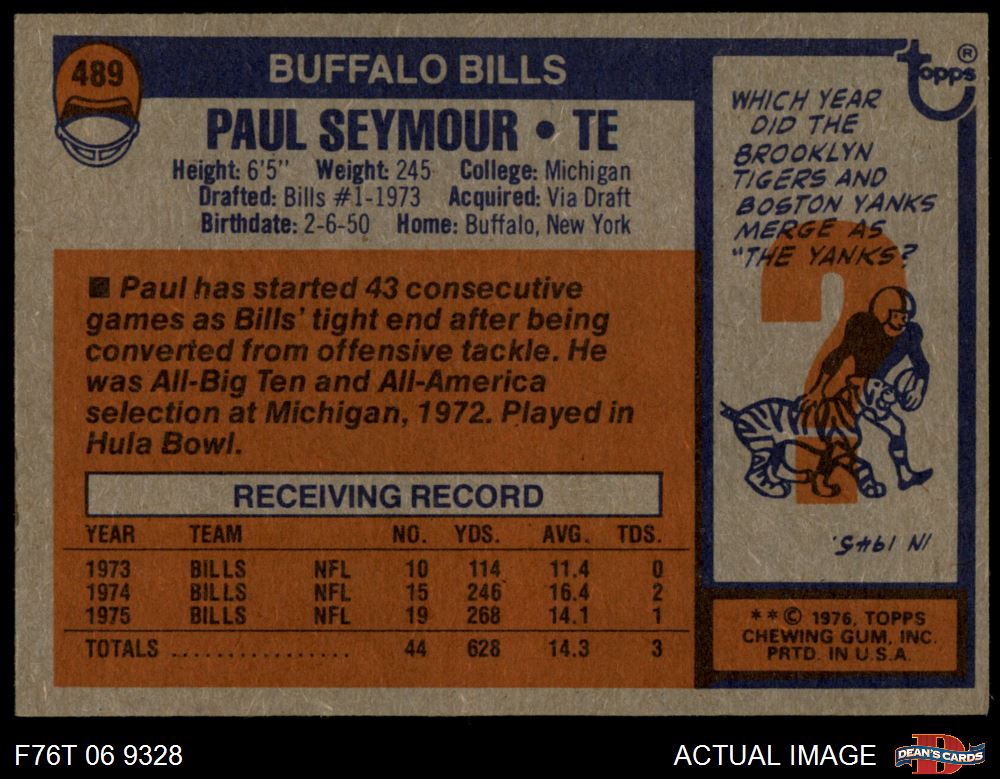 489
BUFFALO BILLS
PAUL SEYMOUR • TE
Height: 6'5" Weight: 245 College: Michigan
Drafted: Bills #1-1973 Acquired: Via Draft
Birthdate: 2-6-50 Home: Buffalo, New York
■ Paul has started 43 consecutive
games as Bills' tight end after being
converted from offensive tackle. He
was All-Big Ten and All-America
selection at Michigan, 1972. Played in
Hula Bowl.
RECEIVING RECORD
YEAR TEAM NO. YDS. AVG. TDS.
1973 BILLS NFL 10 114 11.4 0
1974 BILLS NFL 15 246 16.4 2
1975 BILLS NFL 19 268 14.1 1
TOTALS ................ 44 628 14.3 3
Topps ®
WHICH YEAR
DID THE
BROOKLYN
TIGERS AND
BOSTON YANKS
MERGE AS
"THE YANKS?
?
IN 1945.
**© 1976, TOPPS
CHEWING GUM, INC.
PRTD. IN U.S.A.
F76T 06 9328
ACTUAL IMAGE
D
DEAN'S CARDS